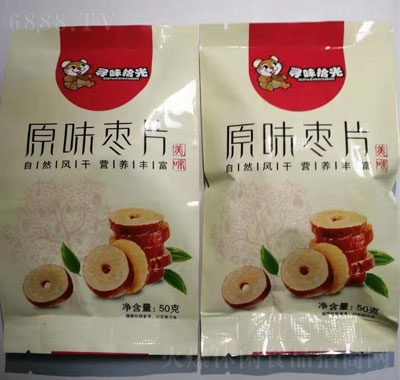 6888.TV
寻味拾光
寻味拾光
原味枣片
美味
自然风干 营养丰富
原味枣片
美味
自然风干 营养丰富
净含量: 50克
净含量: 50克